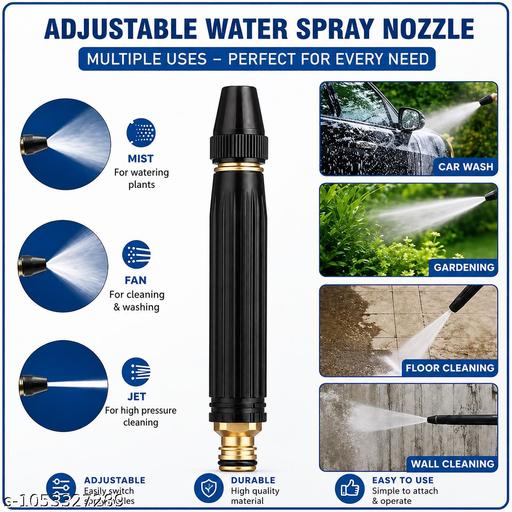 ADJUSTABLE WATER SPRAY NOZZLE
MULTIPLE USES – PERFECT FOR EVERY NEED
MIST
For watering
plants
FAN
For cleaning
& washing
JET
For high pressure
cleaning
CAR WASH
GARDENING
FLOOR CLEANING
WALL CLEANING
ADJUSTABLE
Easily switch
DURABLE
High quality
material
EASY TO USE
Simple to attach
& operate